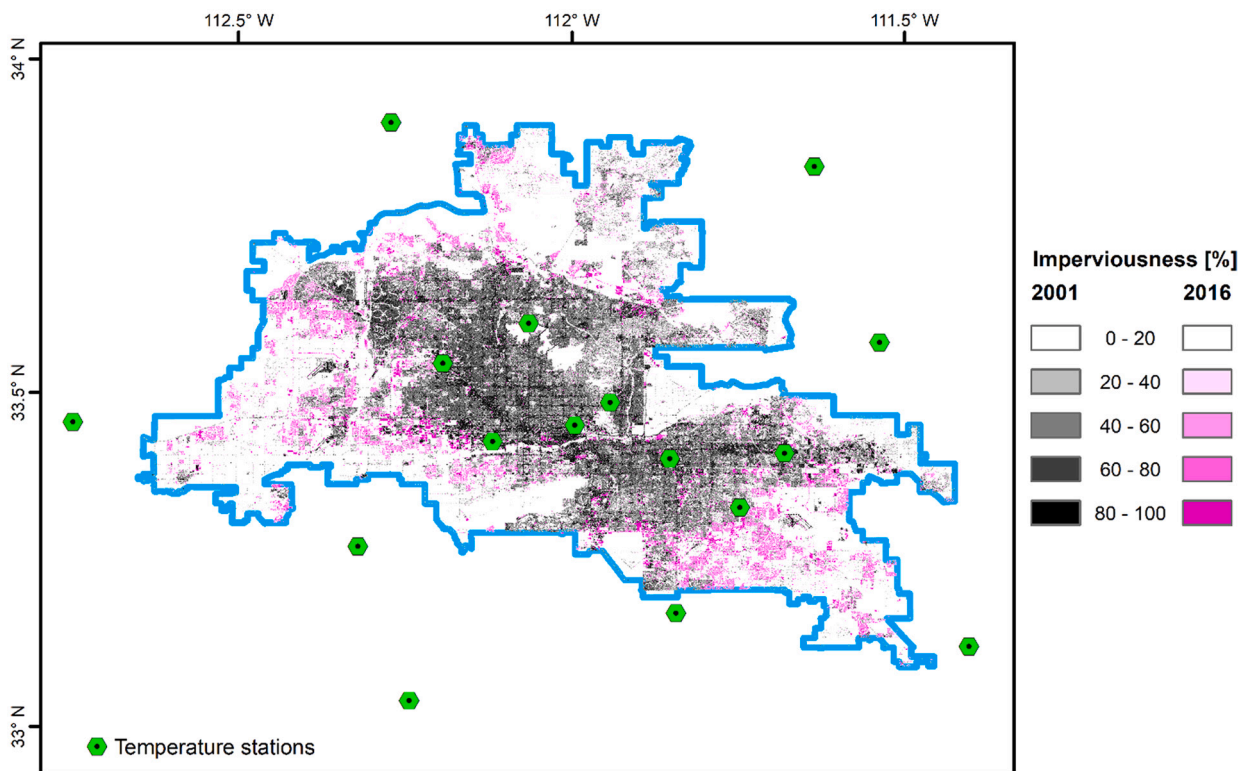 112.5° W 112° W 111.5° W
34° N
33.5° N
33° N
Temperature stations
Imperviousness [%]
2001 2016
0 - 20
20 - 40
40 - 60
60 - 80
80 - 100